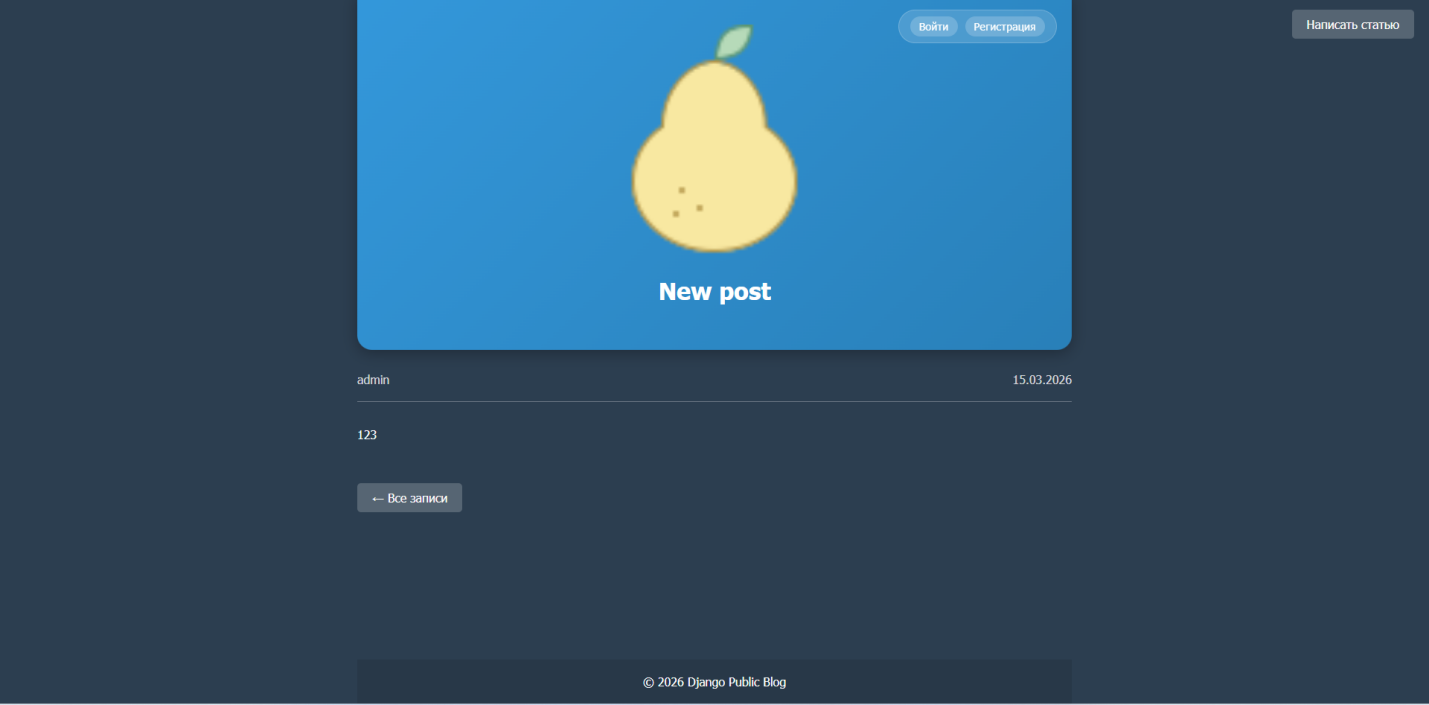 Войти Регистрация
Написать статью
New post
admin 15.03.2026
123
← Все записи
© 2026 Django Public Blog